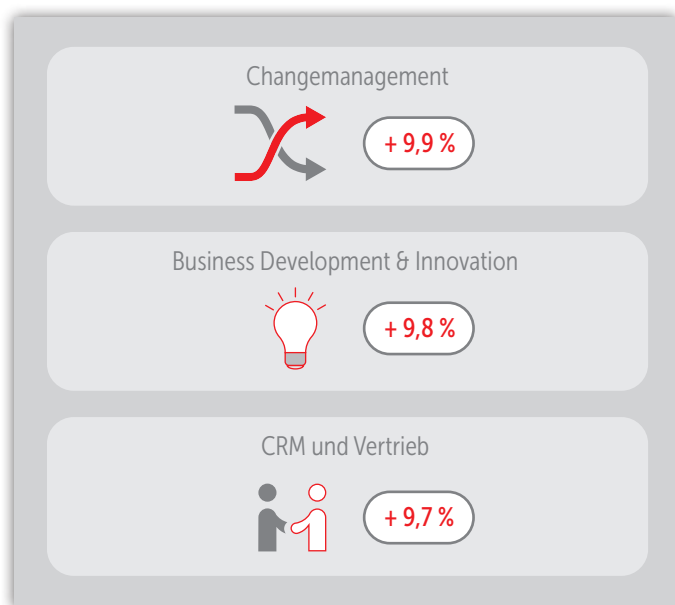 Changemanagement
+ 9,9 %
Business Development & Innovation
+ 9,8 %
CRM und Vertrieb
+ 9,7 %